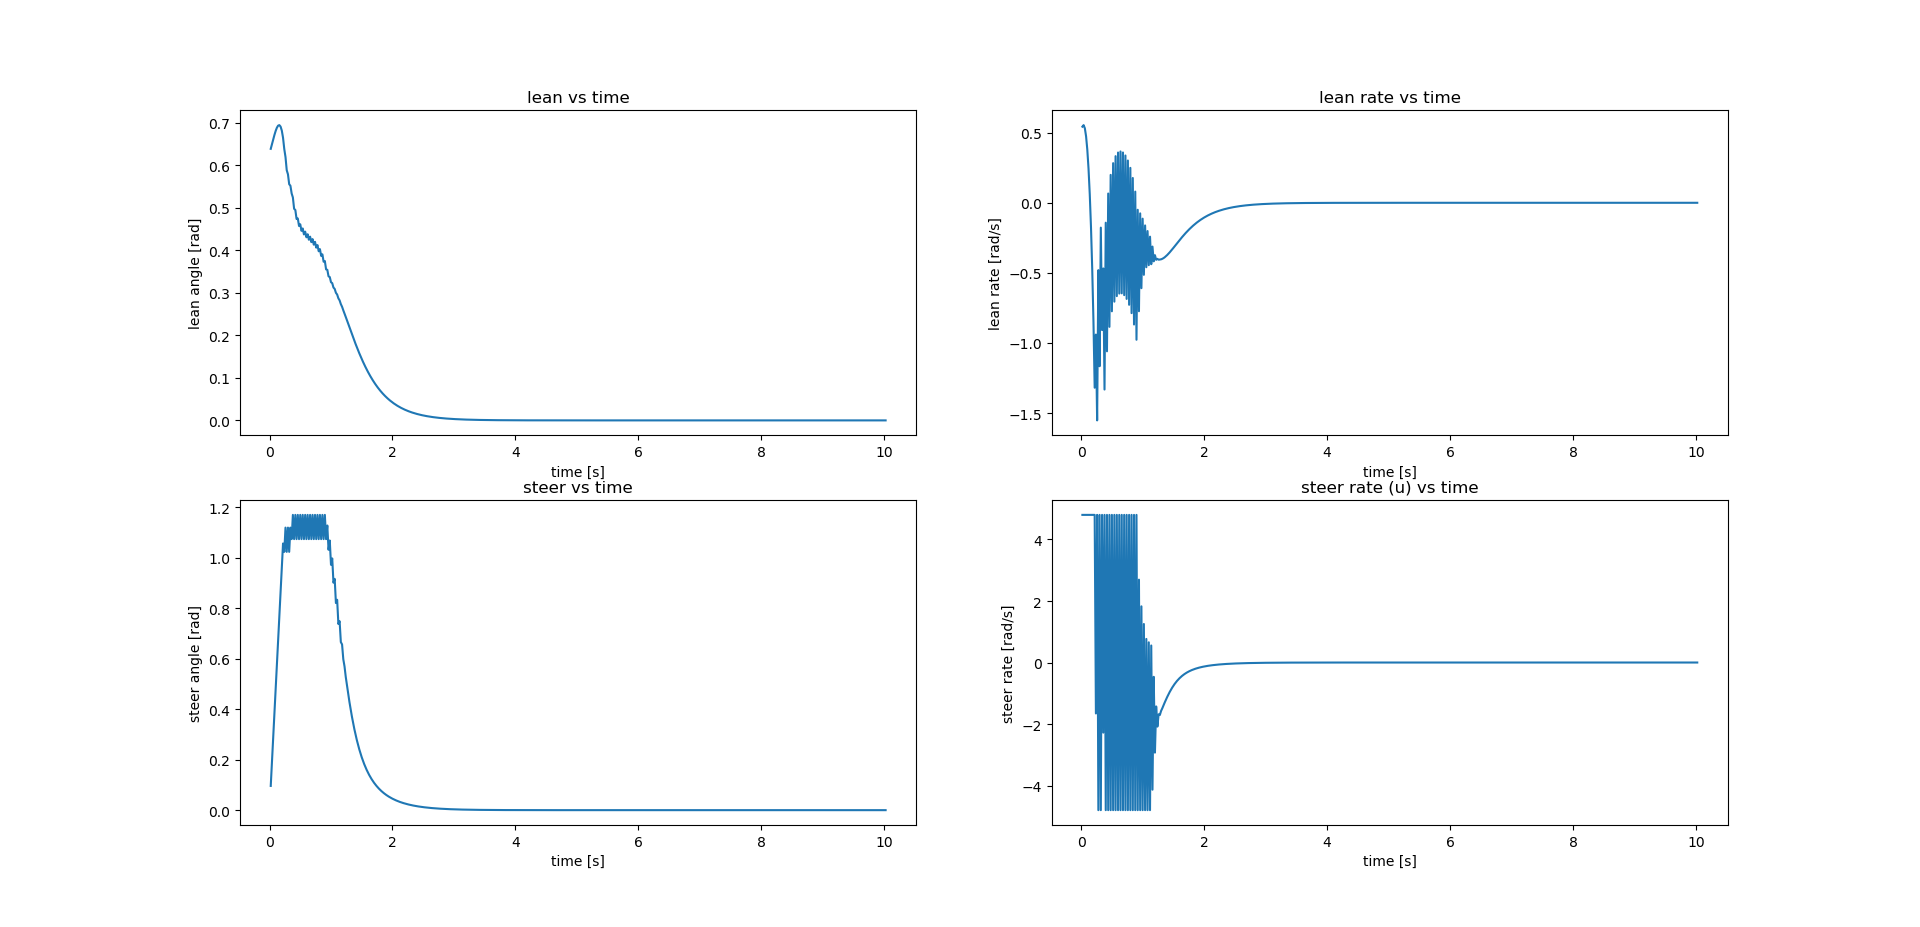 lean vs time
0.7
0.6
0.5
0.4
0.3
0.2
0.1
0.0
lean angle [rad]
0 2 4 6 8 10
time [s]
lean rate vs time
0.5
0.0
−0.5
−1.0
−1.5
lean rate [rad/s]
0 2 4 6 8 10
time [s]
steer vs time
1.2
1.0
0.8
0.6
0.4
0.2
0.0
steer angle [rad]
0 2 4 6 8 10
time [s]
steer rate (u) vs time
4
2
0
−2
−4
steer rate [rad/s]
0 2 4 6 8 10
time [s]